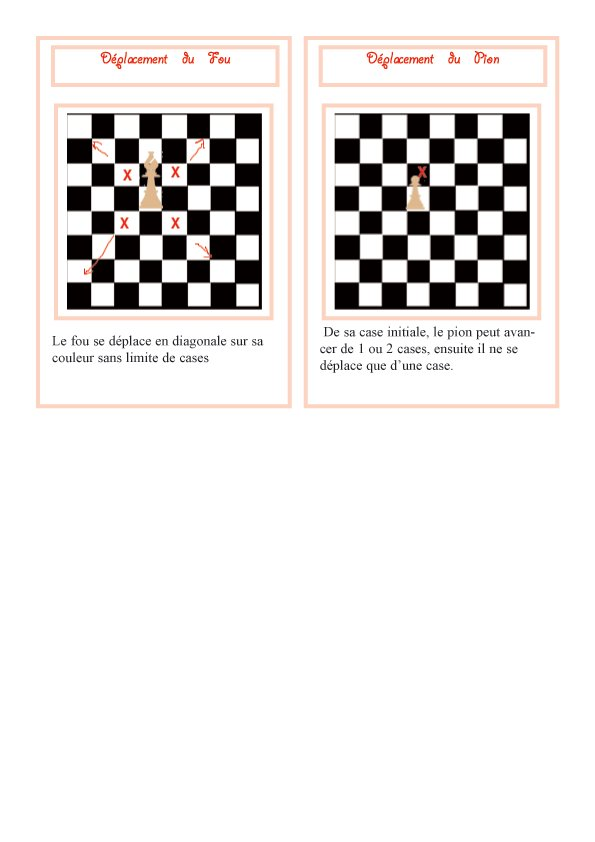 Déplacement du Fou
X X
X X
Le fou se déplace en diagonale sur sa
couleur sans limite de cases
Déplacement du Pion
X
De sa case initiale, le pion peut avan-
cer de 1 ou 2 cases, ensuite il ne se
déplace que d’une case.